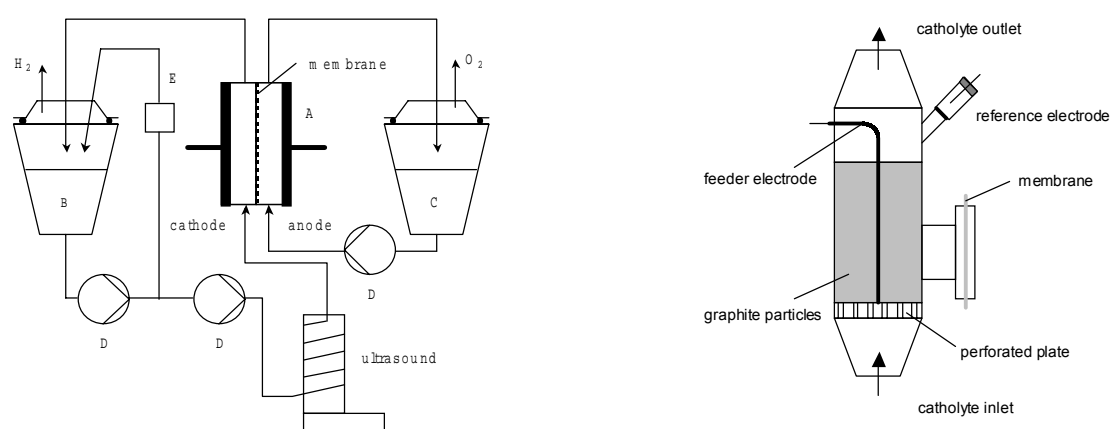 H2
E
membrane
O2
A
B
C
cathode
anode
D
D
D
ultrasound
catholyte outlet
reference electrode
feeder electrode
membrane
graphite particles
perforated plate
catholyte inlet